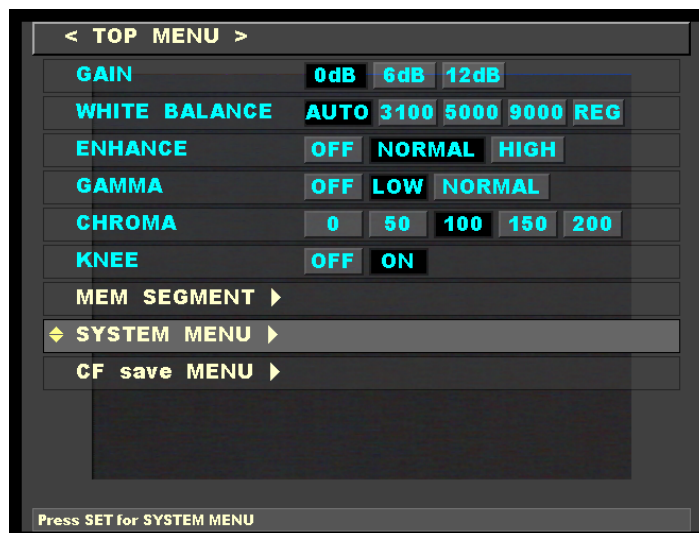 < TOP MENU >
GAIN 0dB 6dB 12dB
WHITE BALANCE AUTO 3100 5000 9000 REG
ENHANCE OFF NORMAL HIGH
GAMMA OFF LOW NORMAL
CHROMA 0 50 100 150 200
KNEE OFF ON
MEM SEGMENT
SYSTEM MENU
CF save MENU
Press SET for SYSTEM MENU